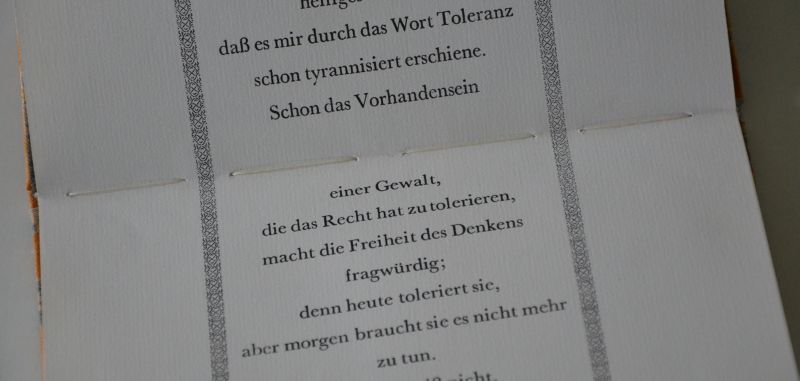 daß es mir durch das Wort Toleranz
schon tyrannisiert erschiene.
Schon das Vorhandensein
einer Gewalt,
die das Recht hat zu tolerieren,
macht die Freiheit des Denkens
fragwürdig;
denn heute toleriert sie,
aber morgen braucht sie es nicht mehr
zu tun.
nicht.